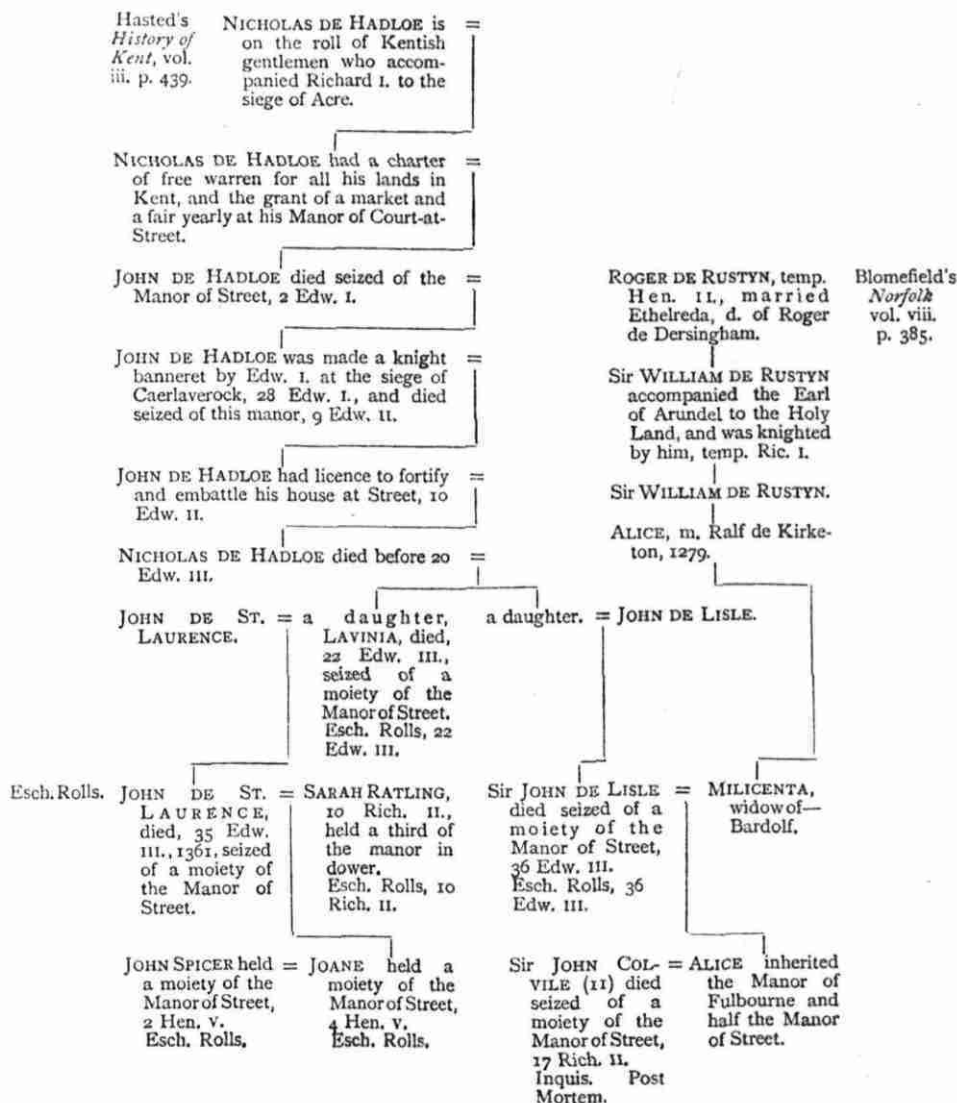 Hasted's
History of
Kent, vol.
iii. p. 439.
NICHOLAS DE HADLOE is =
on the roll of Kentish
gentlemen who accom-
panied Richard I. to the
siege of Acre.
NICHOLAS DE HADLOE had a charter =
of free warren for all his lands in
Kent, and the grant of a market and
a fair yearly at his Manor of Court-at-
Street.
JOHN DE HADLOE died seized of the =
Manor of Street, 2 Edw. I.
JOHN DE HADLOE was made a knight =
banneret by Edw. I. at the siege of
Caerlaverock, 28 Edw. I., and died
seized of this manor, 9 Edw. II.
JOHN DE HADLOE had licence to fortify =
and embattle his house at Street, 10
Edw. II.
NICHOLAS DE HADLOE died before 20 =
Edw. III.
ROGER DE RUSTYN, temp.
Hen. II., married
Ethelreda, d. of Roger
de Dersingham.
Blomefield's
Norfolk
vol. viii.
p. 385.
Sir WILLIAM DE RUSTYN
accompanied the Earl
of Arundel to the Holy
Land, and was knighted
by him, temp. Ric. I.
Sir WILLIAM DE RUSTYN.
ALICE, m. Ralf de Kirke-
ton, 1279.
JOHN DE ST. =
LAURENCE.
a daughter,
LAVINIA, died,
22 Edw. III.,
seized of a
moiety of the
Manor of Street.
Esch. Rolls, 22
Edw. III.
a daughter. = JOHN DE LISLE.
Esch. Rolls.
JOHN DE ST. =
LAURENCE,
died, 35 Edw.
III., 1361, seized
of a moiety of
the Manor of
Street.
SARAH RATLING,
10 Rich. II.,
held a third of
the manor in
dower.
Esch. Rolls, 10
Rich. II.
Sir JOHN DE LISLE =
died seized of a
moiety of the
Manor of Street,
36 Edw. III.
Esch. Rolls, 36
Edw. III.
MILICENTA,
widow of—
Bardolf.
JOHN SPICER held =
a moiety of the
Manor of Street,
2 Hen. V.
Esch. Rolls.
JOANE held a
moiety of the
Manor of Street,
4 Hen. V.
Esch. Rolls.
Sir JOHN COL- =
VILE (11) died
seized of a
moiety of the
Manor of Street,
17 Rich. II.
Inquis. Post
Mortem.
ALICE inherited
the Manor of
Fulbourne and
half the Manor
of Street.